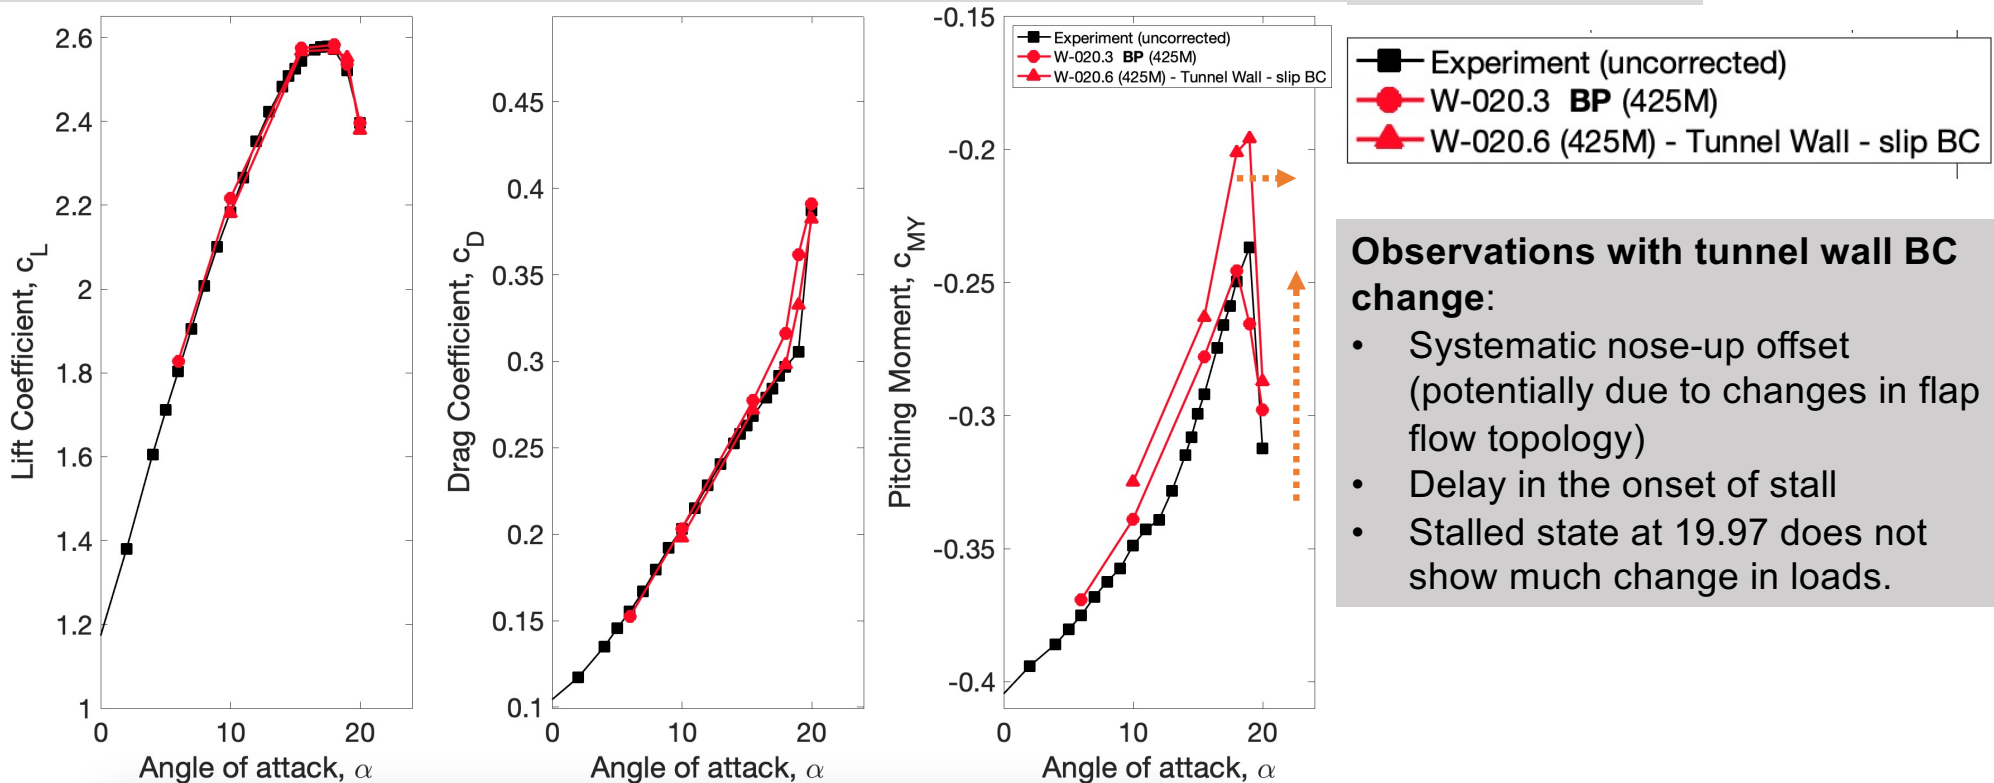 2.6
2.4
2.2
2
1.8
1.6
1.4
1.2
1
0
10
20
Lift Coefficient, cL
Angle of attack, α
0.45
0.4
0.35
0.3
0.25
0.2
0.15
0.1
0
10
20
Drag Coefficient, cD
Angle of attack, α
-0.15
-0.2
-0.25
-0.3
-0.35
-0.4
0
10
20
Pitching Moment, cMY
Angle of attack, α
Experiment (uncorrected)
W-020.3 BP (425M)
W-020.6 (425M) - Tunnel Wall - slip BC
Experiment (uncorrected)
W-020.3 BP (425M)
W-020.6 (425M) - Tunnel Wall - slip BC
Observations with tunnel wall BC
change:
• Systematic nose-up offset
(potentially due to changes in flap
flow topology)
• Delay in the onset of stall
• Stalled state at 19.97 does not
show much change in loads.